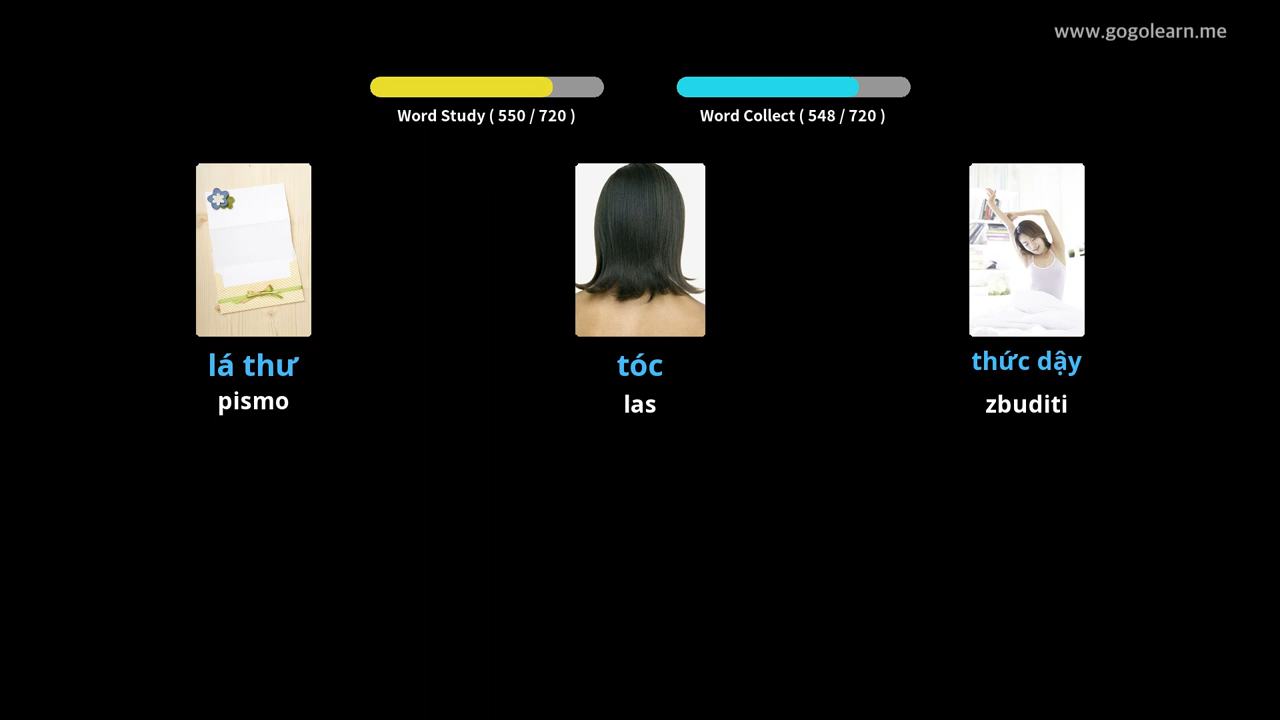 www.gogolearn.me
Word Study ( 550 / 720 )
Word Collect ( 548 / 720 )
lá thư
pismo
tóc
las
thức dậy
zbuditi